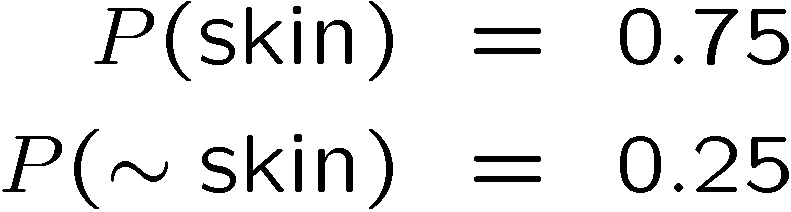 P(skin) = 0.75
P(∼ skin) = 0.25